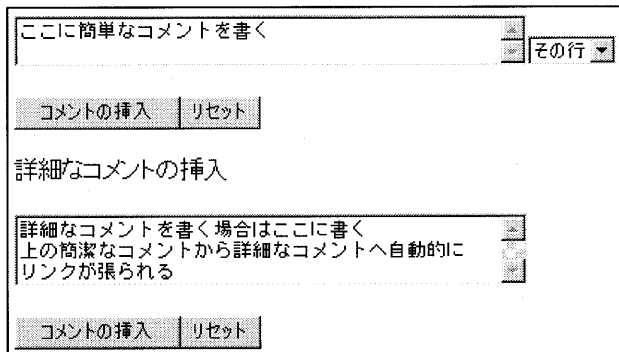 ここに簡単なコメントを書く
その行
コメントの挿入 リセット
詳細なコメントの挿入
詳細なコメントを書く場合はここに書く
上の簡潔なコメントから詳細なコメントへ自動的に
リンクが張られる
コメントの挿入 リセット